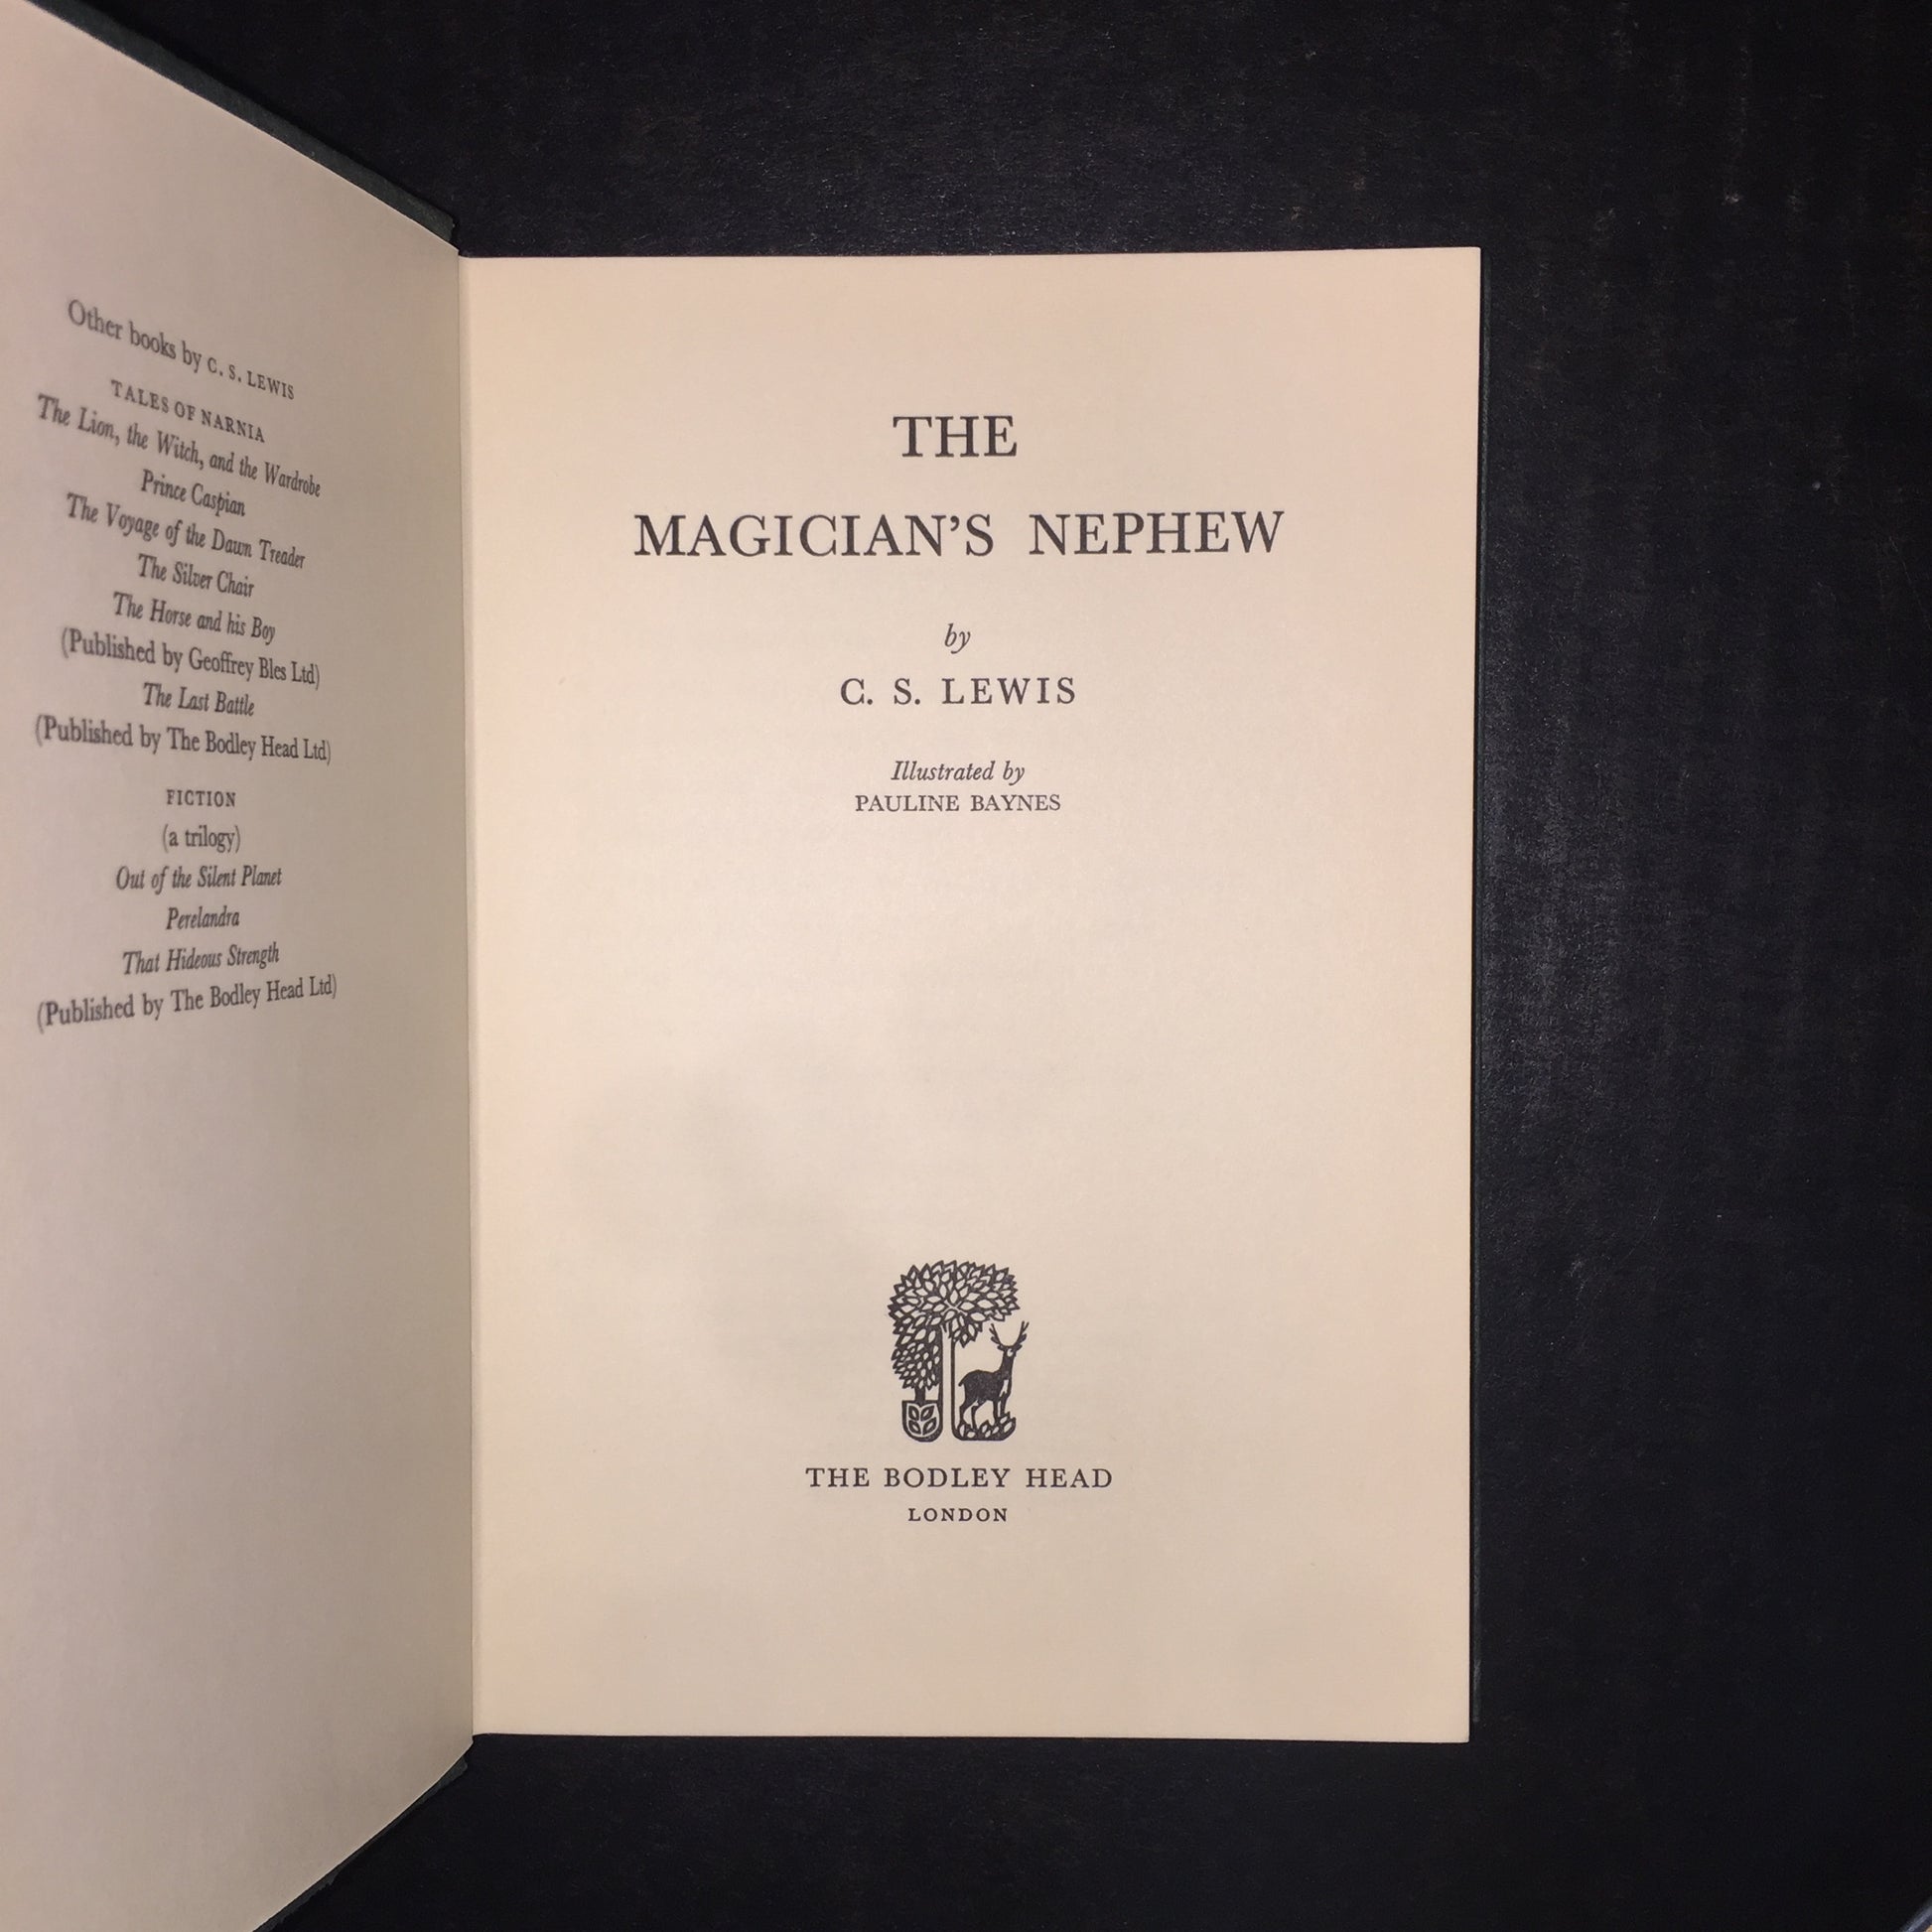 Other books by C. S. LEWIS
TALES OF NARNIA
The Lion, the Witch, and the Wardrobe
Prince Caspian
The Voyage of the Dawn Treader
The Silver Chair
The Horse and his Boy
(Published by Geoffrey Bles Ltd)
The Last Battle
(Published by The Bodley Head Ltd)
FICTION
(a trilogy)
Out of the Silent Planet
Perelandra
That Hideous Strength
(Published by The Bodley Head Ltd)
THE
MAGICIAN'S NEPHEW
by
C. S. LEWIS
Illustrated by
PAULINE BAYNES
THE BODLEY HEAD
LONDON